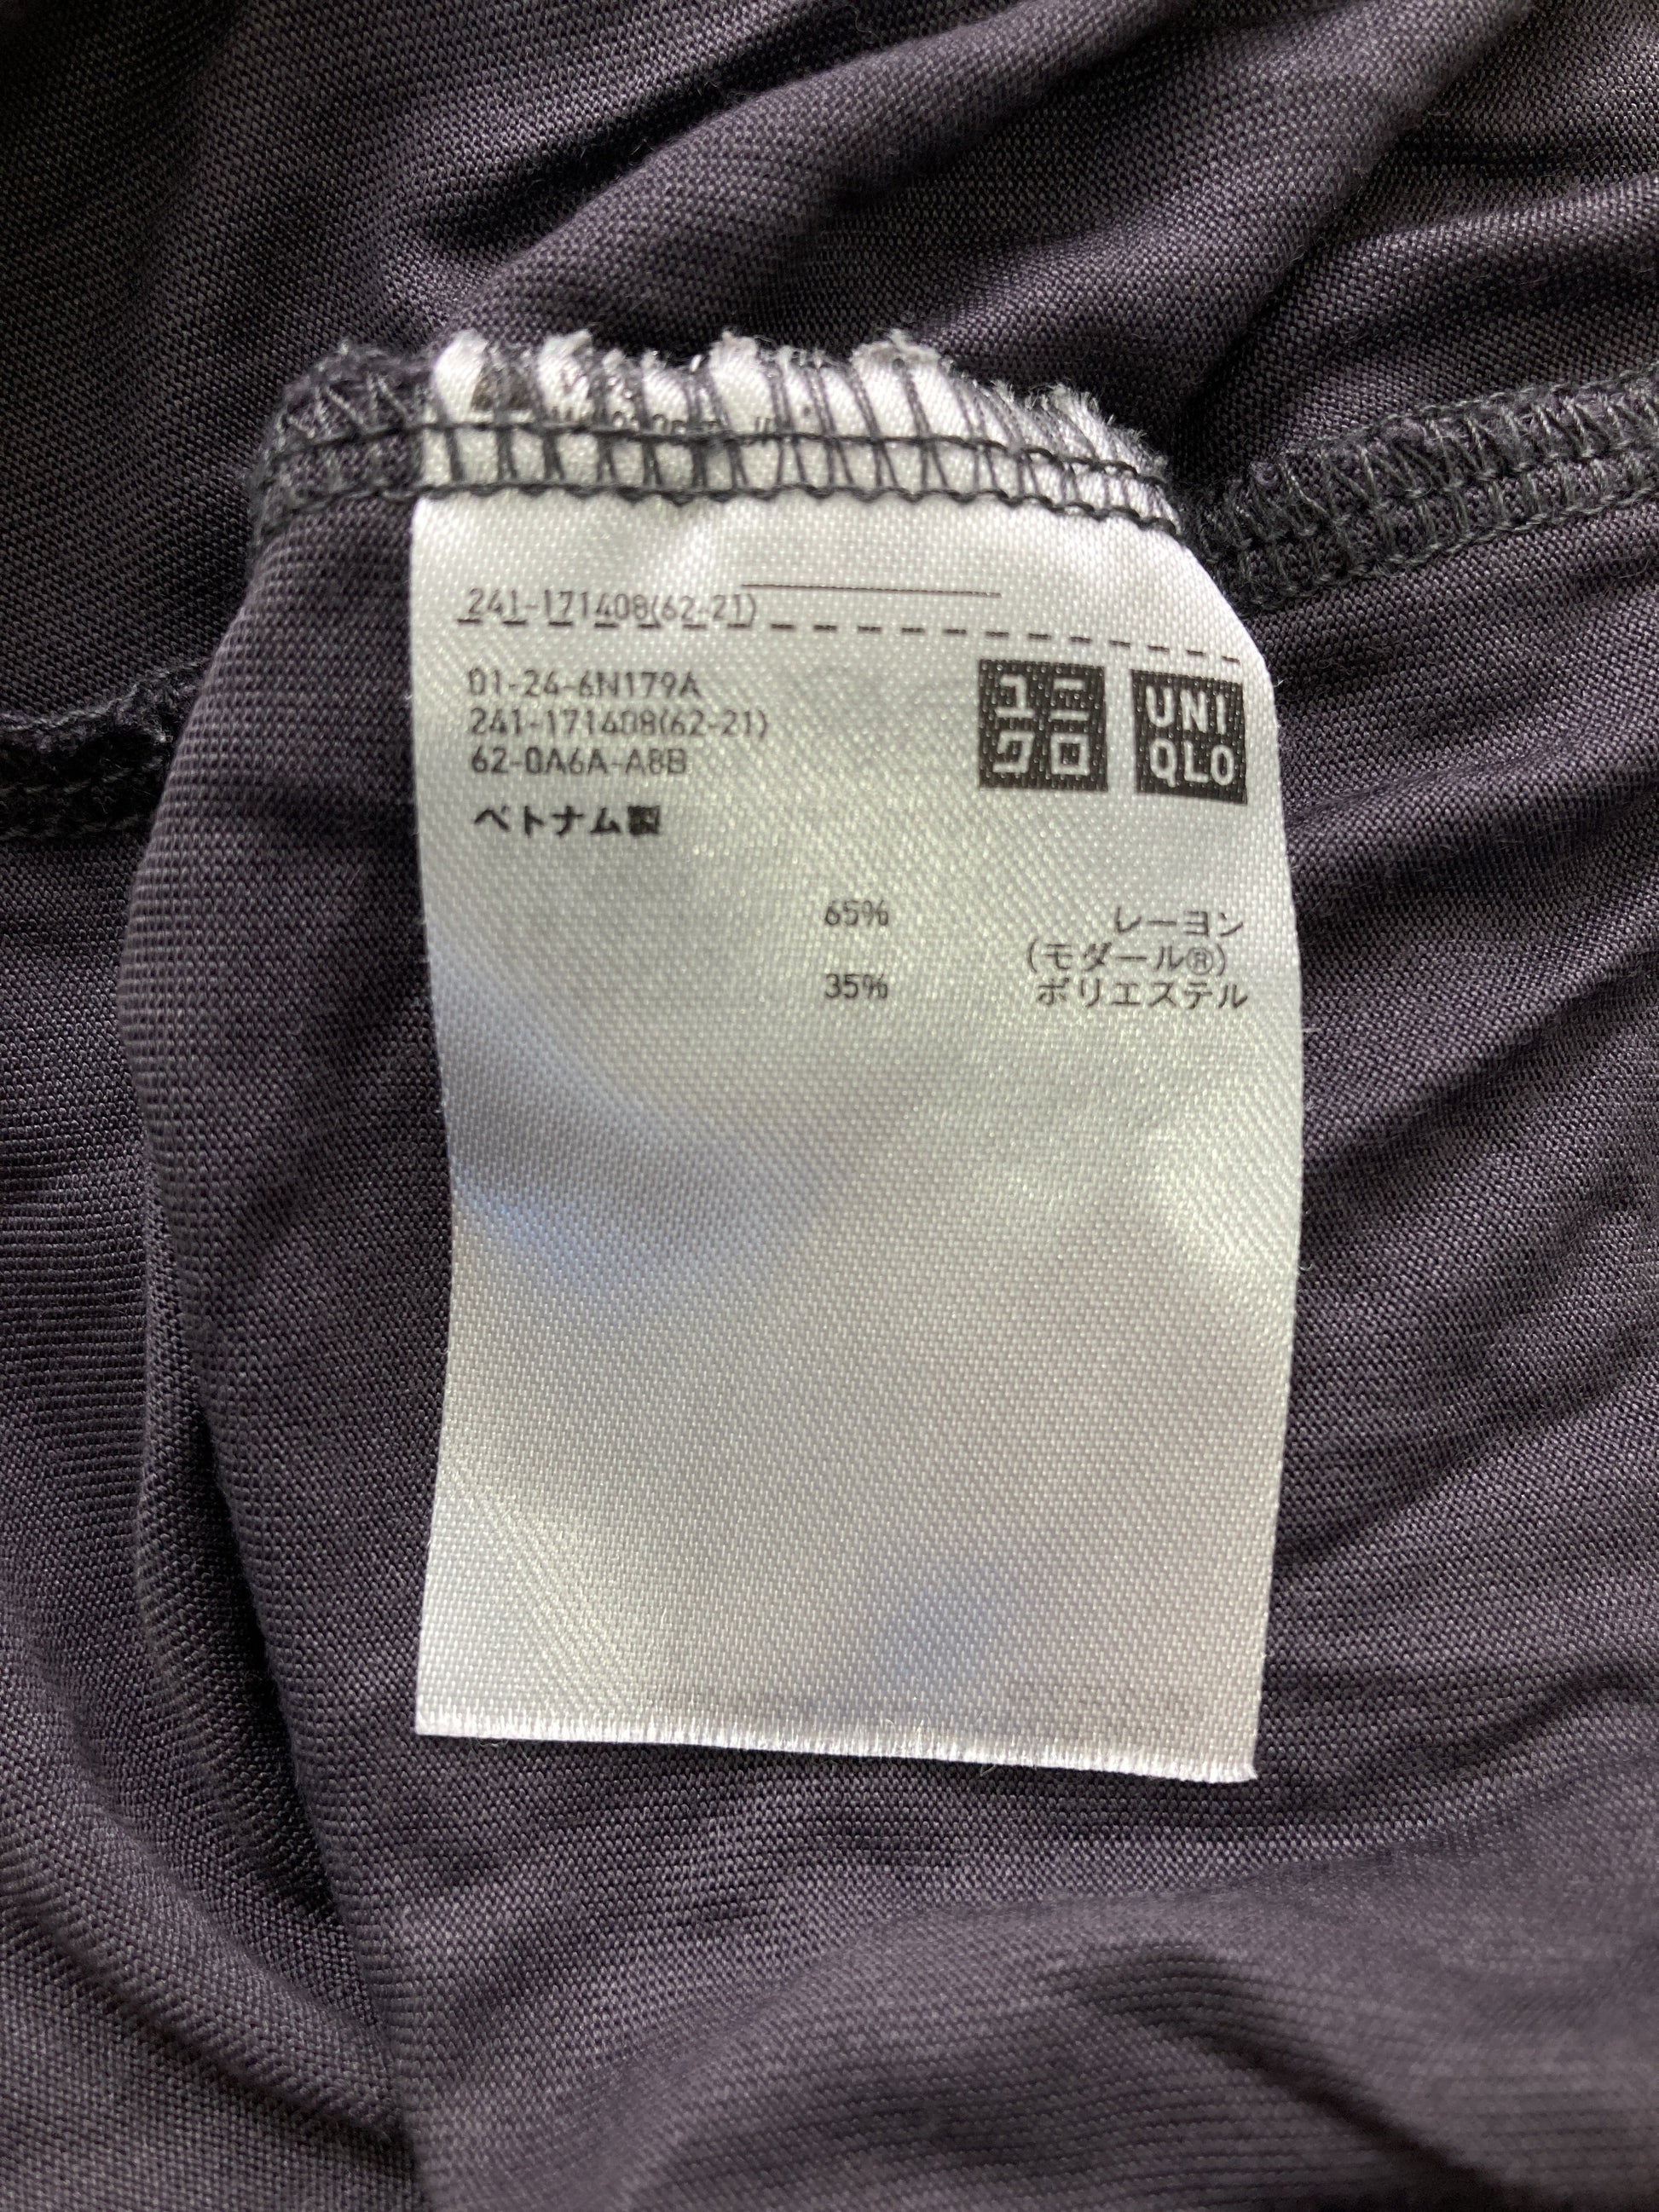 241-171408(62-21)
01-24-6N179A
241-171408(62-21)
62-0A6A-A8B
ベトナム製
ユニ
クロ
UNI
QLO
65% レーヨン
(モダール®)
35% ポリエステル